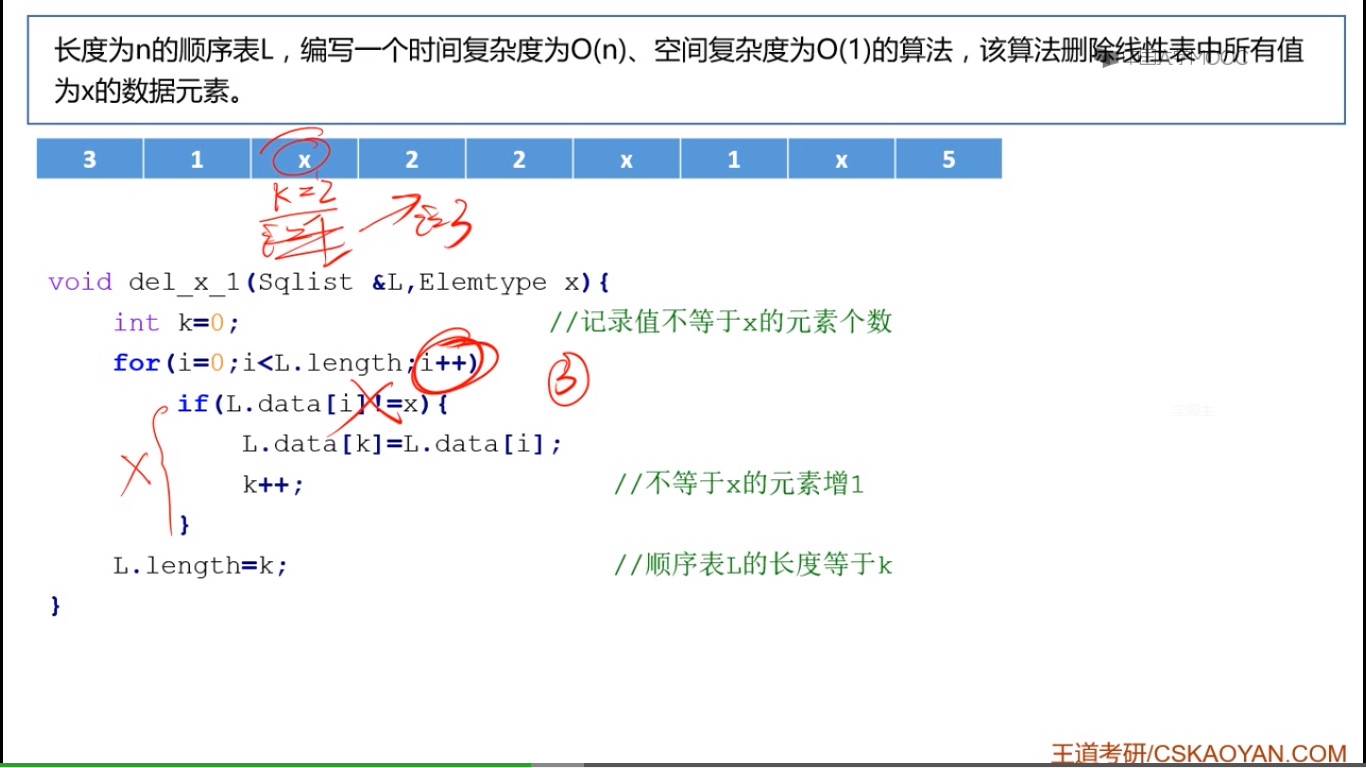 长度为n的顺序表L，编写一个时间复杂度为O(n)、空间复杂度为O(1)的算法，该算法删除线性表中所有值
为x的数据元素。
3 1 x 2 2 x 1 x 5
k=2
i=3
void del_x_1(Sqlist &L,Elemtype x){
int k=0; //记录值不等于x的元素个数
for(i=0;i<L.length;i++)
③
if(L.data[i]!=x){
L.data[k]=L.data[i];
X
k++; //不等于x的元素增1
}
L.length=k; //顺序表L的长度等于k
}
王道考研/CSKAOYAN.COM